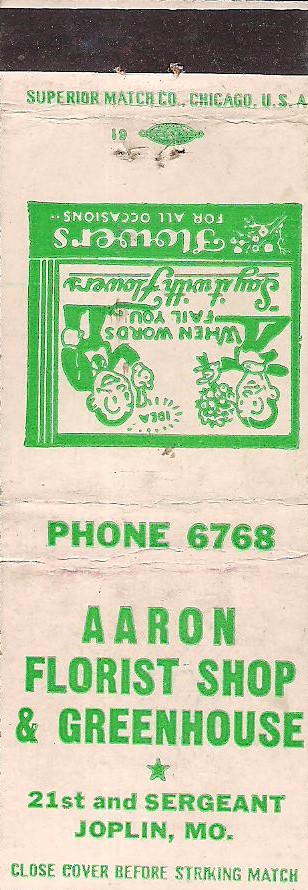 SUPERIOR MATCH CO., CHICAGO, U.S.A
19
Flowers
FOR ALL OCCASIONS
WHEN WORDS
FAIL YOU
Say it with flowers
IDEA
PHONE 6768
AARON
FLORIST SHOP
& GREENHOUSE
21st and SERGEANT
JOPLIN, MO.
CLOSE COVER BEFORE STRIKING MATCH